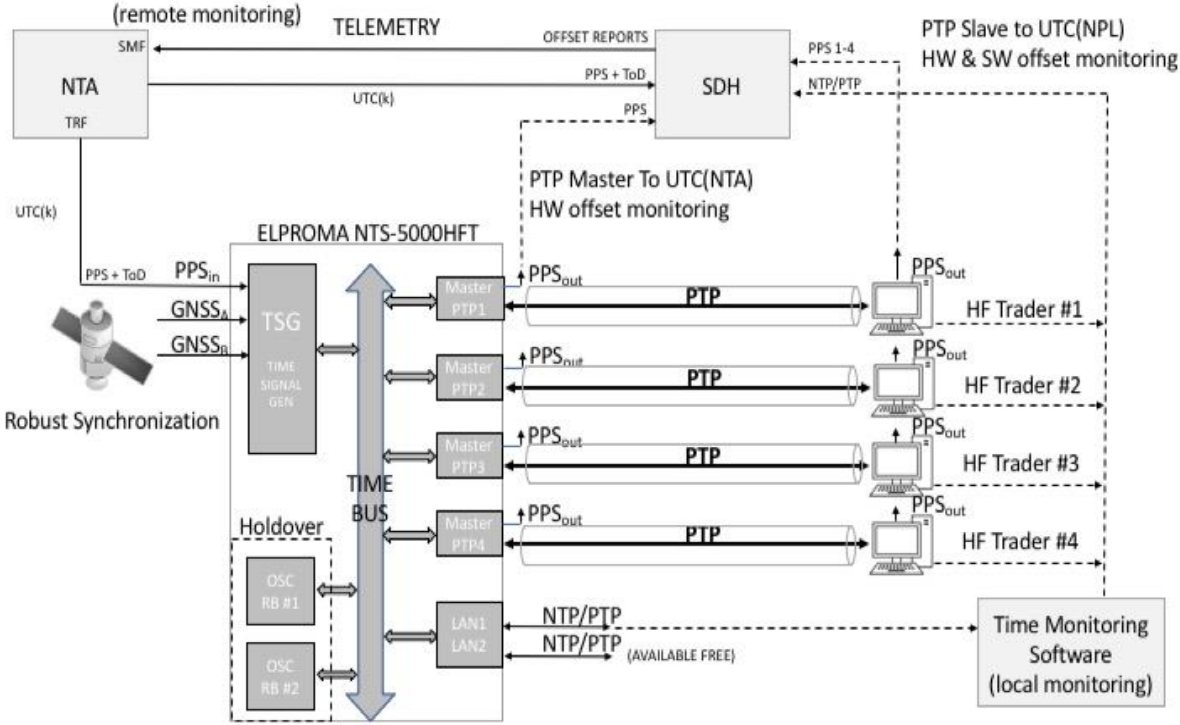 (remote monitoring)
TELEMETRY
SMF
OFFSET REPORTS
NTA
PPS + ToD
UTC(k)
TRF
SDH
PPS
PPS 1-4
NTP/PTP
PTP Slave to UTC(NPL)
HW & SW offset monitoring
UTC(k)
PTP Master To UTC(NTA)
HW offset monitoring
ELPROMA NTS-5000HFT
PPS + ToD
PPSin
GNSSA
GNSSB
Robust Synchronization
TSG
TIME
SIGNAL
GEN
TIME
BUS
Holdover
OSC
RB #1
OSC
RB #2
Master
PTP1
PPSout
PTP
PPSout
HF Trader #1
Master
PTP2
PPSout
PTP
PPSout
HF Trader #2
Master
PTP3
PPSout
PTP
PPSout
HF Trader #3
Master
PTP4
PPSout
PTP
PPSout
HF Trader #4
LAN1
LAN2
NTP/PTP
NTP/PTP
(AVAILABLE FREE)
Time Monitoring
Software
(local monitoring)